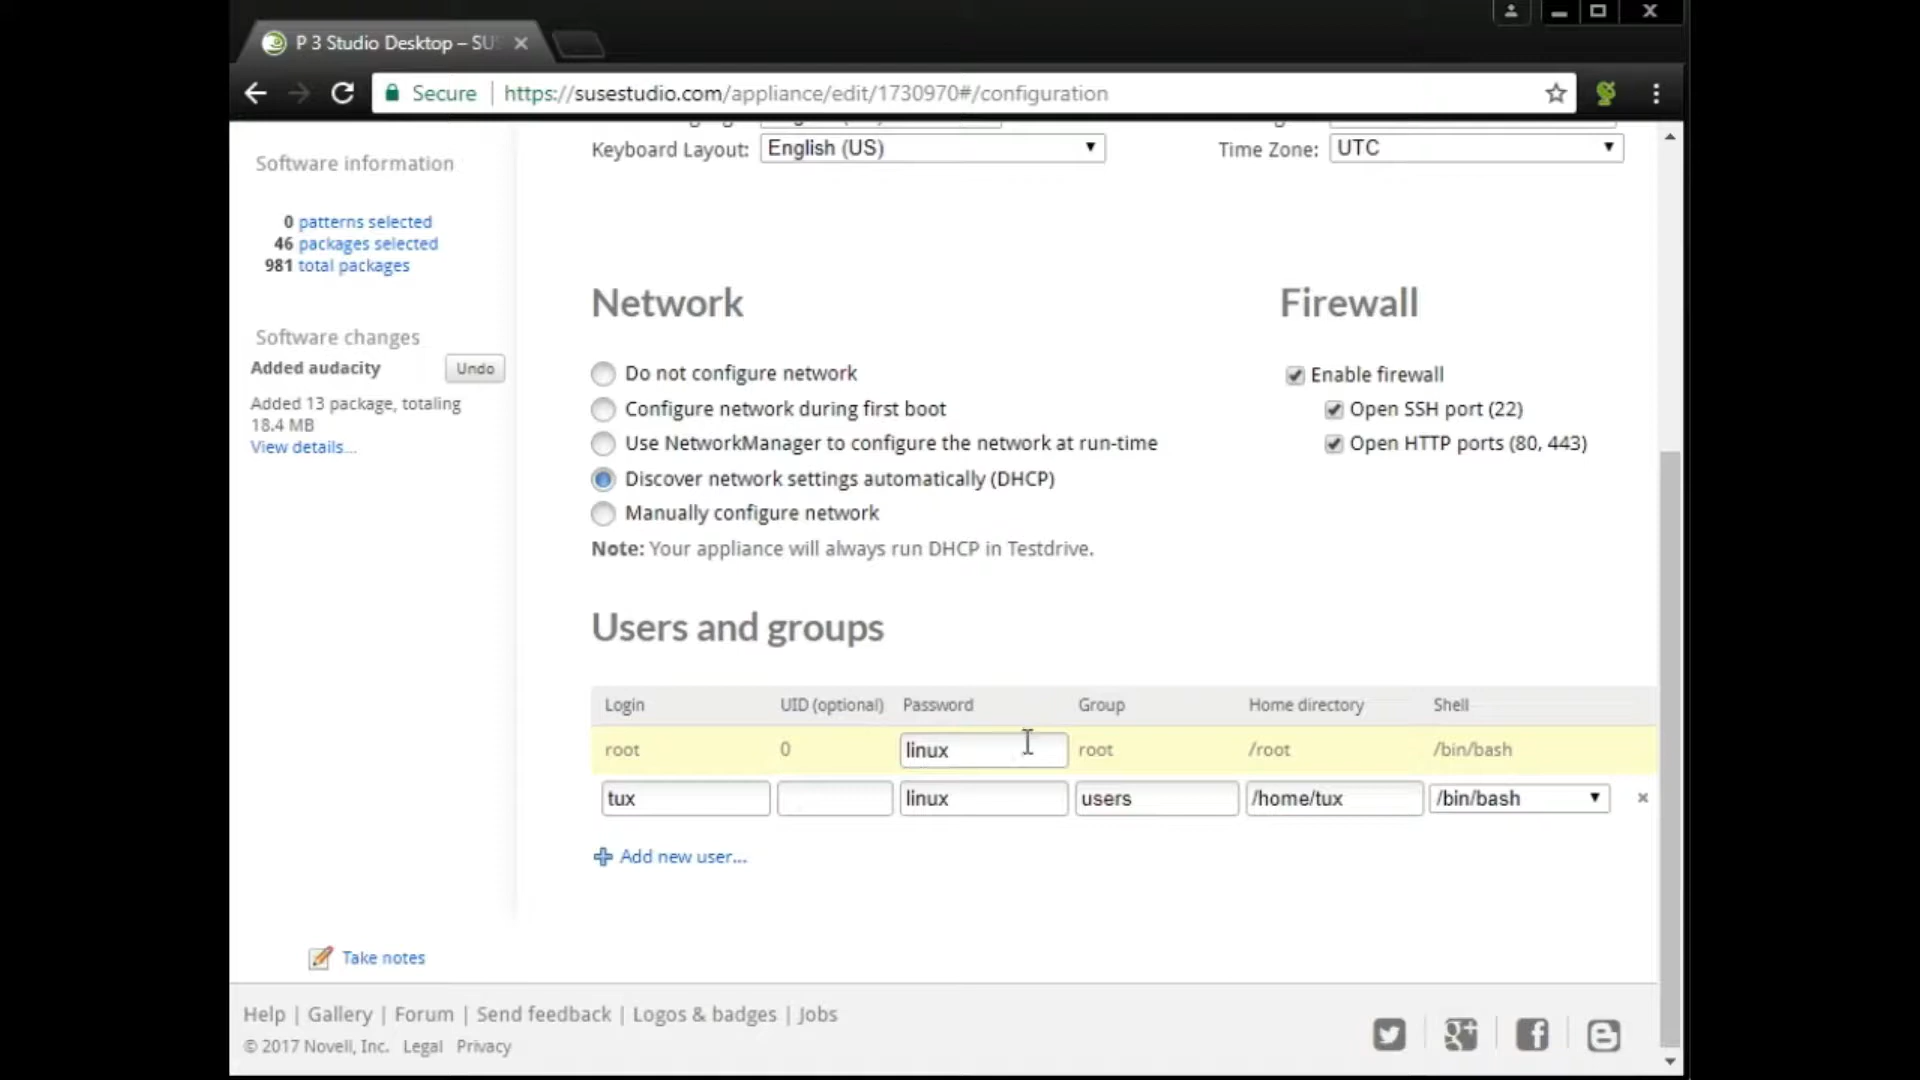 P 3 Studio Desktop – SUS
Secure | https://susestudio.com/appliance/edit/1730970#/configuration
Keyboard Layout: English (US) Time Zone: UTC
Software information
0 patterns selected
46 packages selected
981 total packages
Software changes
Added audacity Undo
Added 13 package, totaling
18.4 MB
View details...
Network
Do not configure network
Configure network during first boot
Use NetworkManager to configure the network at run-time
Discover network settings automatically (DHCP)
Manually configure network
Note: Your appliance will always run DHCP in Testdrive.
Firewall
Enable firewall
Open SSH port (22)
Open HTTP ports (80, 443)
Users and groups
Login UID (optional) Password Group Home directory Shell
root 0 linux root /root /bin/bash
tux linux users /home/tux /bin/bash
Add new user...
Take notes
Help | Gallery | Forum | Send feedback | Logos & badges | Jobs
© 2017 Novell, Inc. Legal Privacy